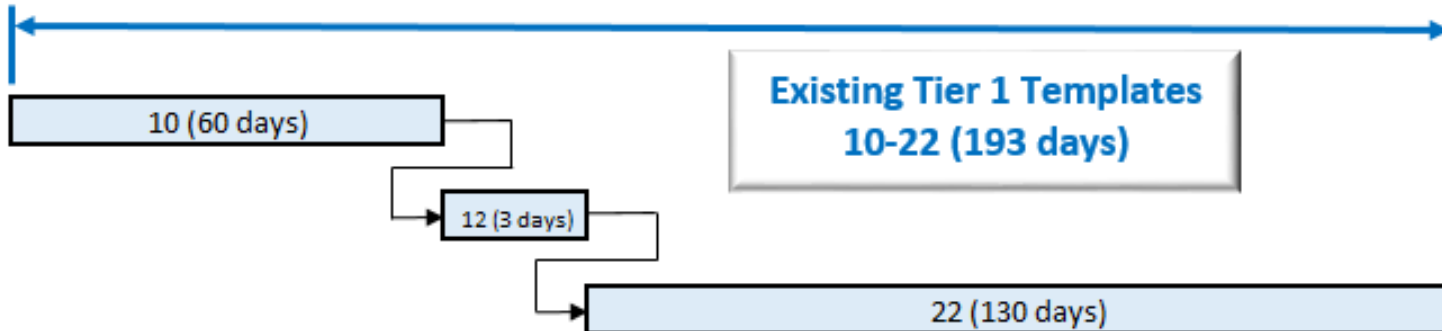 Existing Tier 1 Templates
10-22 (193 days)
10 (60 days)
12 (3 days)
22 (130 days)